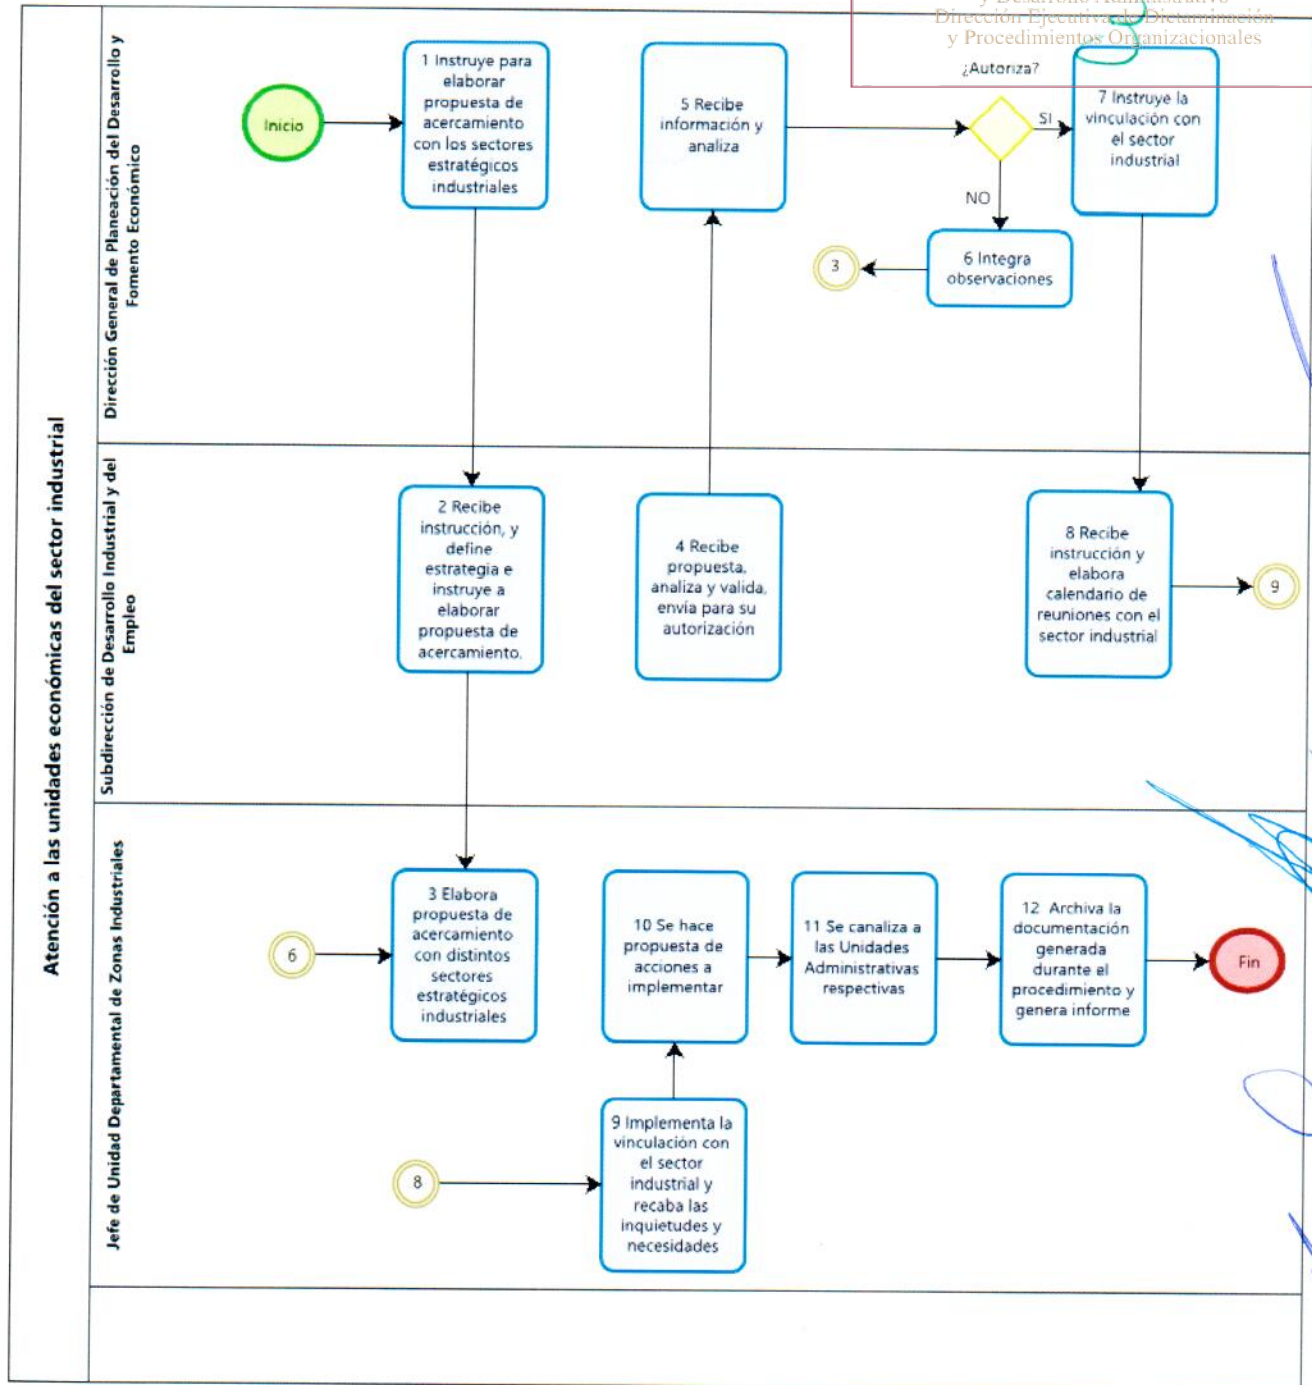 y Desarrollo Administrativo
Dirección Ejecutiva de Dictaminación
y Procedimientos Organizacionales
Atención a las unidades económicas del sector industrial
Dirección General de Planeación del Desarrollo y
Fomento Económico
Inicio
1 Instruye para
elaborar
propuesta de
acercamiento
con los sectores
estratégicos
industriales
5 Recibe
información y
analiza
¿Autoriza?
SI
NO
7 Instruye la
vinculación con
el sector
industrial
6 Integra
observaciones
3
Subdirección de Desarrollo Industrial y del
Empleo
2 Recibe
instrucción, y
define
estrategia e
instruye a
elaborar
propuesta de
acercamiento.
4 Recibe
propuesta,
analiza y valida,
envía para su
autorización
8 Recibe
instrucción y
elabora
calendario de
reuniones con el
sector industrial
9
Jefe de Unidad Departamental de Zonas Industriales
6
3 Elabora
propuesta de
acercamiento
con distintos
sectores
estratégicos
industriales
10 Se hace
propuesta de
acciones a
implementar
11 Se canaliza a
las Unidades
Administrativas
respectivas
12 Archiva la
documentación
generada
durante el
procedimiento y
genera informe
Fin
8
9 Implementa la
vinculación con
el sector
industrial y
recaba las
inquietudes y
necesidades